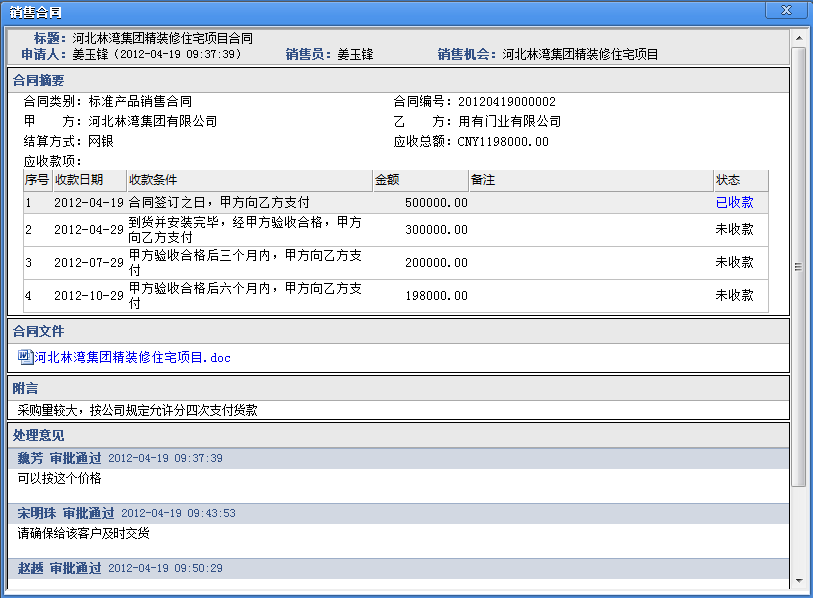 销售合同
标题：河北林湾集团精装修住宅项目合同
申请人：姜玉锋（2012-04-19 09:37:39） 销售员：姜玉锋 销售机会：河北林湾集团精装修住宅项目
合同摘要
合同类别：标准产品销售合同 合同编号：20120419000002
甲　　方：河北林湾集团有限公司 乙　　方：用有门业有限公司
结算方式：网银 应收总额：CNY1198000.00
应收款项：
序号 收款日期 收款条件 金额 备注 状态
1 2012-04-19 合同签订之日，甲方向乙方支付 500000.00 已收款
2 2012-04-29 到货并安装完毕，经甲方验收合格，甲方向乙方支付 300000.00 未收款
3 2012-07-29 甲方验收合格后三个月内，甲方向乙方支付 200000.00 未收款
4 2012-10-29 甲方验收合格后六个月内，甲方向乙方支付 198000.00 未收款
合同文件
河北林湾集团精装修住宅项目.doc
附言
采购量较大，按公司规定允许分四次支付货款
处理意见
魏芳 审批通过 2012-04-19 09:37:39
可以按这个价格
宋明珠 审批通过 2012-04-19 09:43:53
请确保给该客户及时交货
赵越 审批通过 2012-04-19 09:50:29